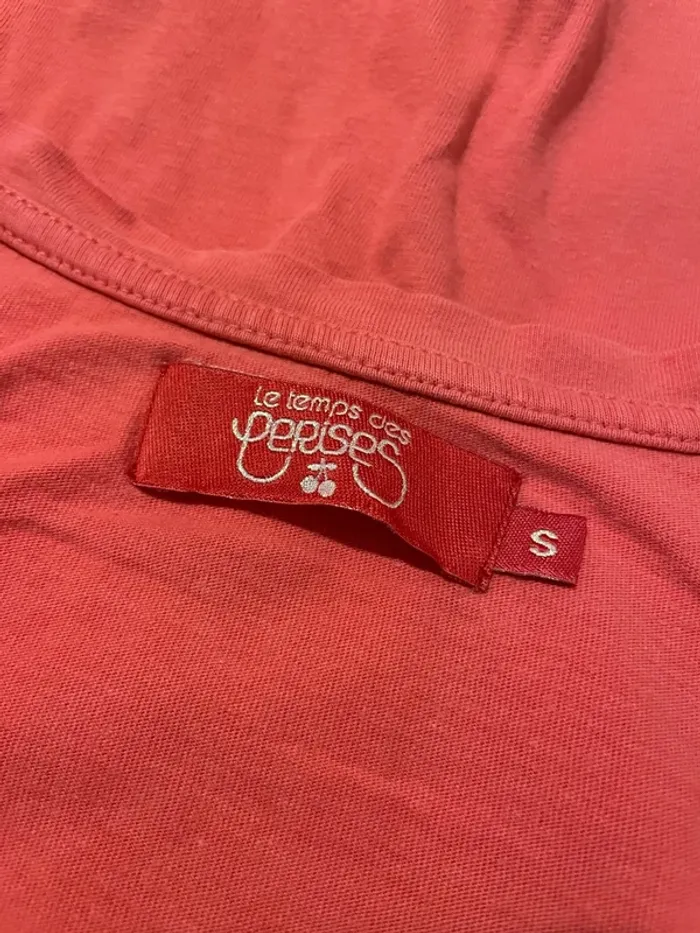 Le temps des
cerises
S